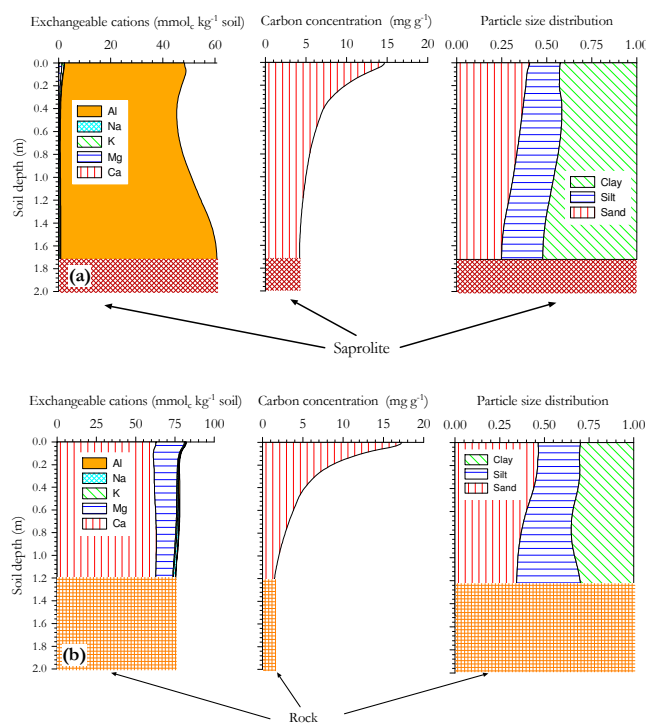 Exchangeable cations (mmolc kg-1 soil)
Carbon concentration (mg g-1)
Particle size distribution
0 20 40 60
0 5 10 15 20
0.00 0.25 0.50 0.75 1.00
Soil depth (m)
0.0
0.2
0.4
0.6
0.8
1.0
1.2
1.4
1.6
1.8
2.0
Al
Na
K
Mg
Ca
Clay
Silt
Sand
(a)
Saprolite
Exchangeable cations (mmolc kg-1 soil)
Carbon concentration (mg g-1)
Particle size distribution
0 25 50 75 100
0 5 10 15 20
0.00 0.25 0.50 0.75 1.00
Soil depth (m)
0.0
0.2
0.4
0.6
0.8
1.0
1.2
1.4
1.6
1.8
2.0
Al
Na
K
Mg
Ca
Clay
Silt
Sand
(b)
Rock